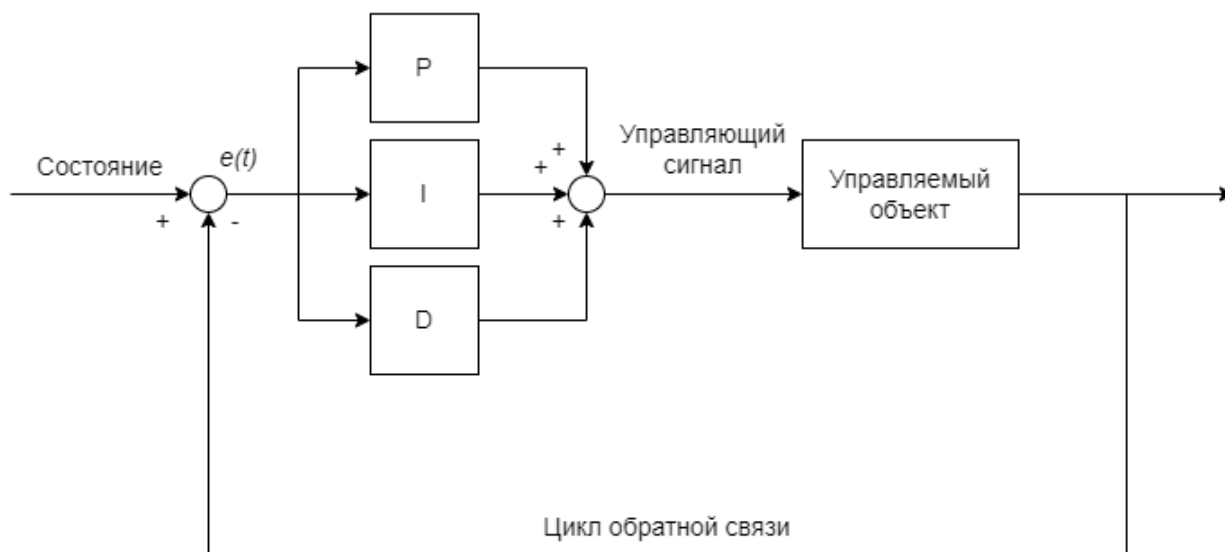 P
Управляющий
сигнал
Состояние
e(t)
+
+
I
Управляемый
объект
+
-
+
D
Цикл обратной связи